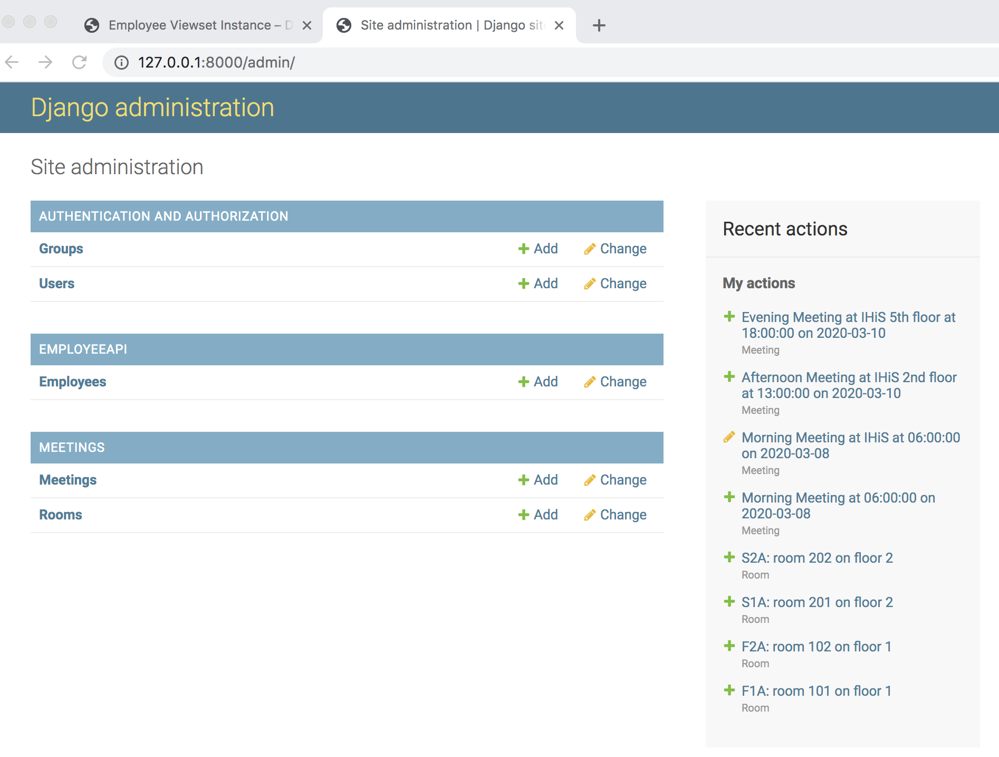 Employee Viewset Instance – D
Site administration | Django sit
127.0.0.1:8000/admin/
Django administration
Site administration
AUTHENTICATION AND AUTHORIZATION
Groups Add Change
Users Add Change
EMPLOYEEAPI
Employees Add Change
MEETINGS
Meetings Add Change
Rooms Add Change
Recent actions
My actions
Evening Meeting at IHiS 5th floor at
18:00:00 on 2020-03-10
Meeting
Afternoon Meeting at IHiS 2nd floor
at 13:00:00 on 2020-03-10
Meeting
Morning Meeting at IHiS at 06:00:00
on 2020-03-08
Meeting
Morning Meeting at 06:00:00 on
2020-03-08
Meeting
S2A: room 202 on floor 2
Room
S1A: room 201 on floor 2
Room
F2A: room 102 on floor 1
Room
F1A: room 101 on floor 1
Room